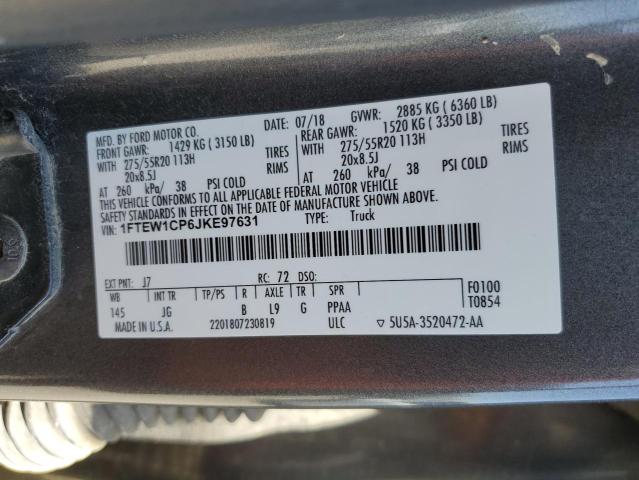 MFD. BY FORD MOTOR CO. DATE: 07/18 GVWR: 2885 KG ( 6360 LB)
FRONT GAWR: 1429 KG ( 3150 LB) REAR GAWR: 1520 KG ( 3350 LB)
WITH 275/55R20 113H TIRES WITH 275/55R20 113H TIRES
20x8.5J RIMS 20x8.5J RIMS
AT 260 kPa/ 38 PSI COLD AT 260 kPa/ 38 PSI COLD
THIS VEHICLE CONFORMS TO ALL APPLICABLE FEDERAL MOTOR VEHICLE
SAFETY STANDARDS IN EFFECT ON THE DATE OF MANUFACTURE SHOWN ABOVE.
VIN: 1FTEW1CP6JKE97631 TYPE: Truck
EXT PNT: J7 RC: 72 DSO: F0100
WB INT TR TP/PS R AXLE TR SPR T0854
145 JG B L9 G PPAA
MADE IN U.S.A. 2201807230819 ULC ▽ 5U5A-3520472-AA